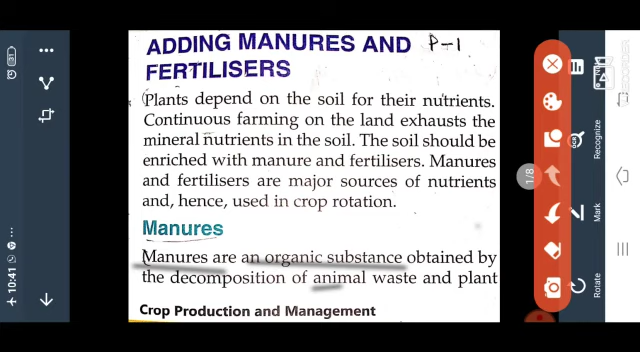 ADDING MANURES AND P-1
FERTILISERS
(Plants depend on the soil for their nutrients.
Continuous farming on the land exhausts the
mineral nutrients in the soil. The soil should be
enriched with manure and fertilisers. Manures
and fertilisers are major sources of nutrients
and, hence, used in crop rotation.
Manures
Manures are an organic substance obtained by
the decomposition of animal waste and plant
Crop Production and Management
10:41
31
1/8
Recognize
Mark
Rotate